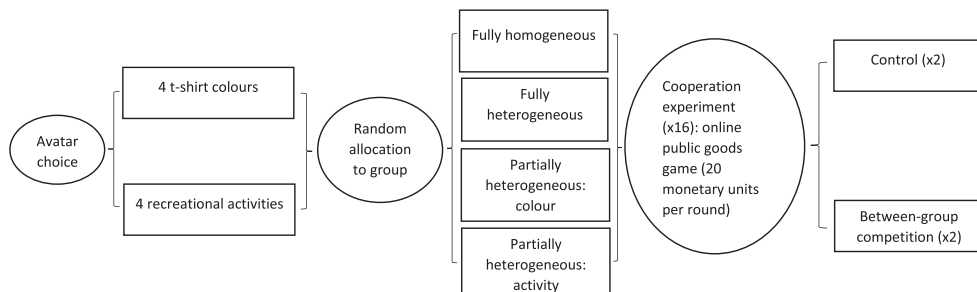 Avatar
choice
4 t-shirt colours
4 recreational activities
Random
allocation
to group
Fully homogeneous
Fully
heterogeneous
Partially
heterogeneous:
colour
Partially
heterogeneous:
activity
Cooperation
experiment
(x16): online
public goods
game (20
monetary units
per round)
Control (x2)
Between-group
competition (x2)